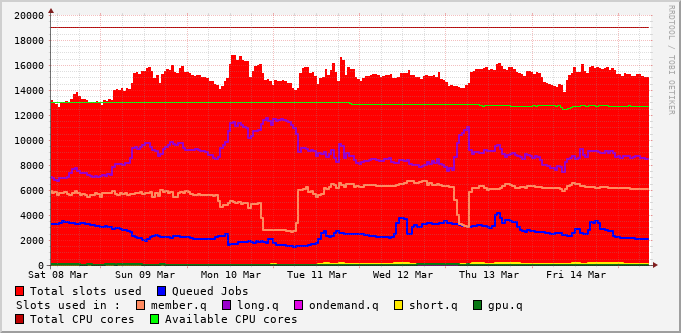 20000
18000
16000
14000
12000
10000
8000
6000
4000
2000
0
Sat 08 Mar Sun 09 Mar Mon 10 Mar Tue 11 Mar Wed 12 Mar Thu 13 Mar Fri 14 Mar
Total slots used Queued Jobs
Slots used in : member.q long.q ondemand.q short.q gpu.q
Total CPU cores Available CPU cores
RRDTOOL / TOBI OETIKER